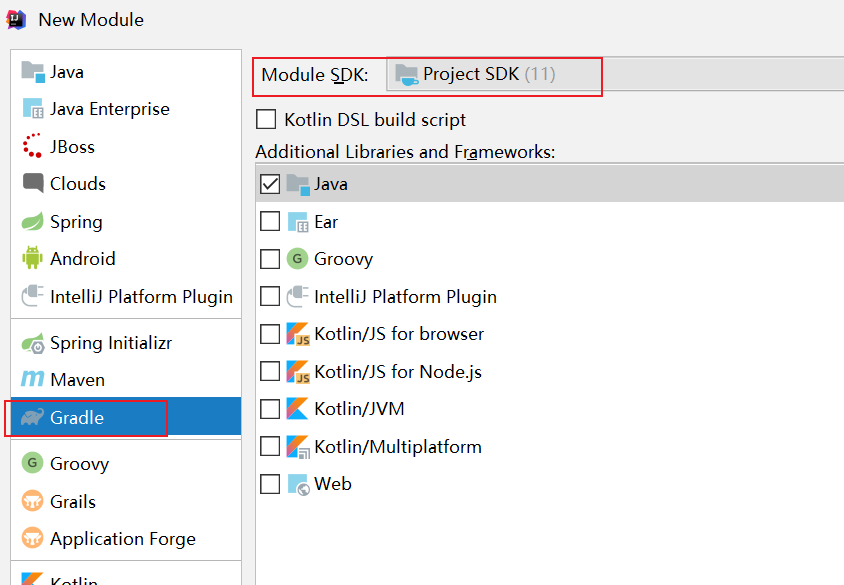 New Module
Java
Java Enterprise
JBoss
Clouds
Spring
Android
IntelliJ Platform Plugin
Spring Initializr
Maven
Gradle
Groovy
Grails
Application Forge
Kotlin
Module SDK: Project SDK (11)
Kotlin DSL build script
Additional Libraries and Frameworks:
Java
Ear
Groovy
IntelliJ Platform Plugin
Kotlin/JS for browser
Kotlin/JS for Node.js
Kotlin/JVM
Kotlin/Multiplatform
Web